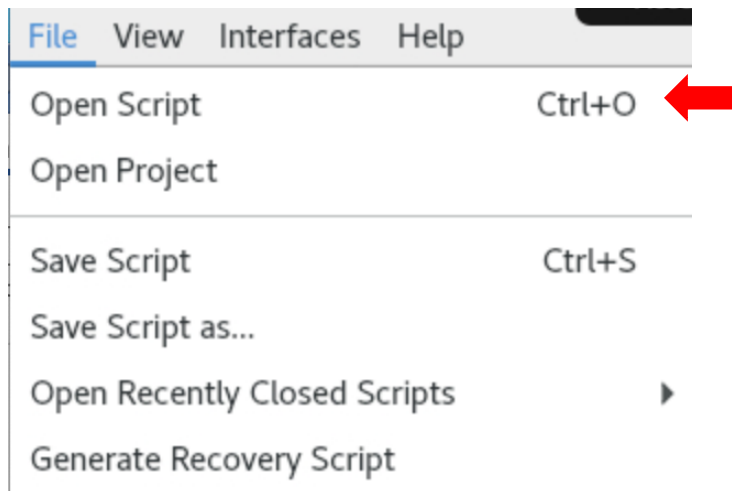 File View Interfaces Help
Open Script Ctrl+O
Open Project
Save Script Ctrl+S
Save Script as...
Open Recently Closed Scripts
Generate Recovery Script